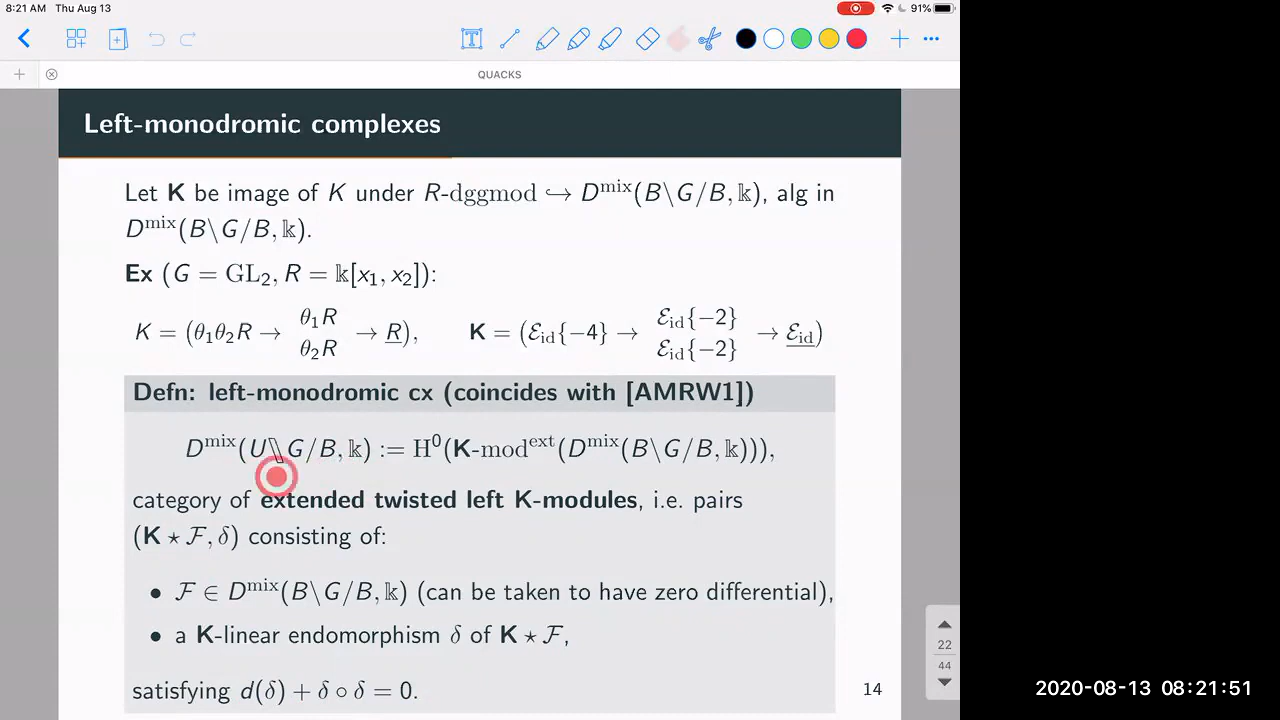 8:21 AM Thu Aug 13
91%
QUACKS
Left-monodromic complexes
Let K be image of K under R-dggmod ↪ D^mix(B\G/B, 𝕜), alg in
D^mix(B\G/B, 𝕜).
Ex (G = GL₂, R = 𝕜[x₁, x₂]):
K = (θ₁θ₂R → θ₁R θ₂R → R), K = (ℰ_id{−4} → ℰ_id{−2} ℰ_id{−2} → ℰ_id)
Defn: left-monodromic cx (coincides with [AMRW1])
D^mix(U\\G/B, 𝕜) := H⁰(K-mod^ext(D^mix(B\G/B, 𝕜))),
category of extended twisted left K-modules, i.e. pairs
(K ⋆ ℱ, δ) consisting of:
• ℱ ∈ D^mix(B\G/B, 𝕜) (can be taken to have zero differential),
• a K-linear endomorphism δ of K ⋆ ℱ,
satisfying d(δ) + δ ∘ δ = 0.
14
22
44
2020-08-13 08:21:51